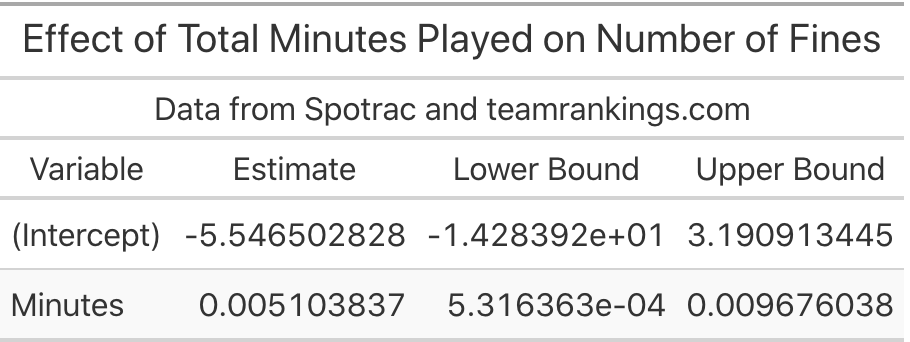 Effect of Total Minutes Played on Number of Fines
Data from Spotrac and teamrankings.com
Variable Estimate Lower Bound Upper Bound
(Intercept) -5.546502828 -1.428392e+01 3.190913445
Minutes 0.005103837 5.316363e-04 0.009676038